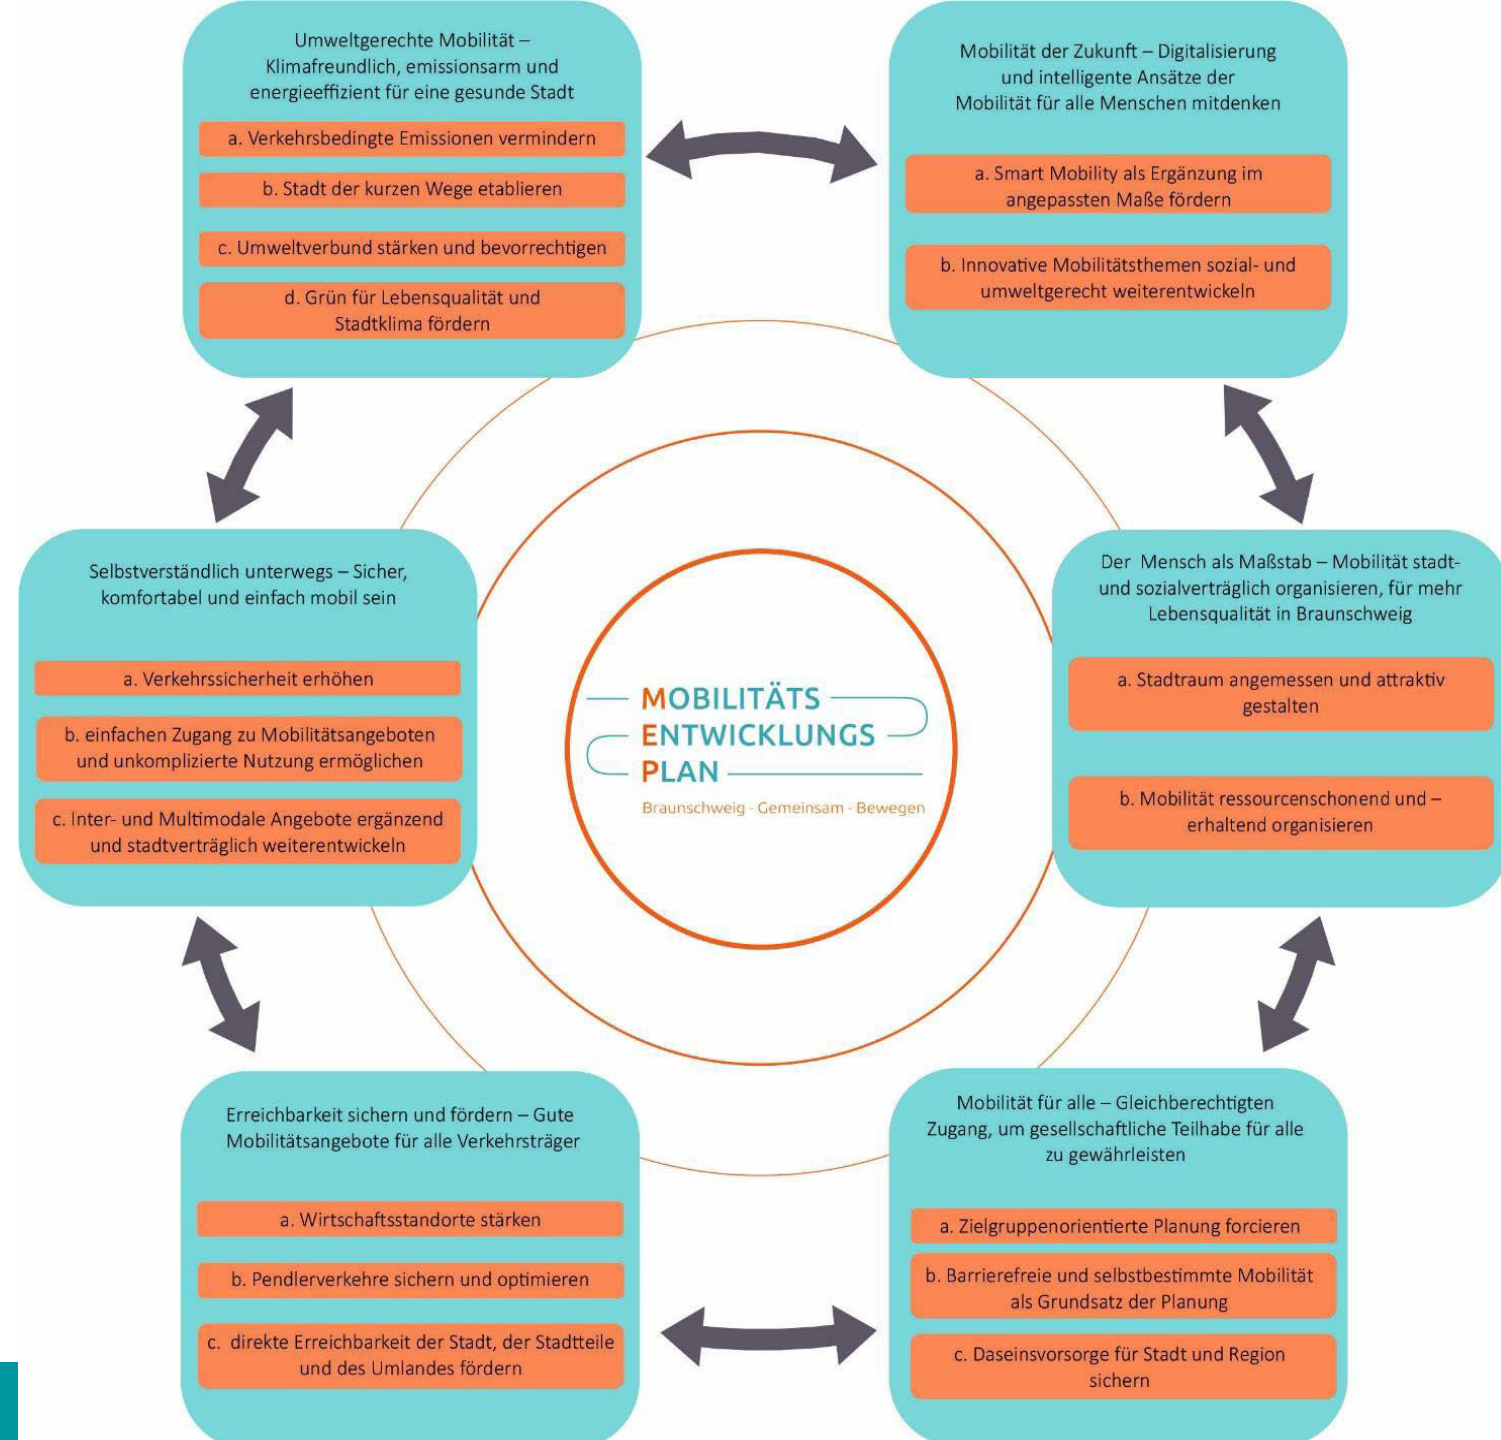 Umweltgerechte Mobilität –
Klimafreundlich, emissionsarm und
energieeffizient für eine gesunde Stadt
a. Verkehrsbedingte Emissionen vermindern
b. Stadt der kurzen Wege etablieren
c. Umweltverbund stärken und bevorrechtigen
d. Grün für Lebensqualität und
Stadtklima fördern
Mobilität der Zukunft – Digitalisierung
und intelligente Ansätze der
Mobilität für alle Menschen mitdenken
a. Smart Mobility als Ergänzung im
angepassten Maße fördern
b. Innovative Mobilitätsthemen sozial- und
umweltgerecht weiterentwickeln
Selbstverständlich unterwegs – Sicher,
komfortabel und einfach mobil sein
a. Verkehrssicherheit erhöhen
b. einfachen Zugang zu Mobilitätsangeboten
und unkomplizierte Nutzung ermöglichen
c. Inter- und Multimodale Angebote ergänzend
und stadtverträglich weiterentwickeln
MOBILITÄTS
ENTWICKLUNGS
PLAN
Braunschweig - Gemeinsam - Bewegen
Der Mensch als Maßstab – Mobilität stadt-
und sozialverträglich organisieren, für mehr
Lebensqualität in Braunschweig
a. Stadtraum angemessen und attraktiv
gestalten
b. Mobilität ressourcenschonend und –
erhaltend organisieren
Erreichbarkeit sichern und fördern – Gute
Mobilitätsangebote für alle Verkehrsträger
a. Wirtschaftsstandorte stärken
b. Pendlerverkehre sichern und optimieren
c. direkte Erreichbarkeit der Stadt, der Stadtteile
und des Umlandes fördern
Mobilität für alle – Gleichberechtigten
Zugang, um gesellschaftliche Teilhabe für alle
zu gewährleisten
a. Zielgruppenorientierte Planung forcieren
b. Barrierefreie und selbstbestimmte Mobilität
als Grundsatz der Planung
c. Daseinsvorsorge für Stadt und Region
sichern